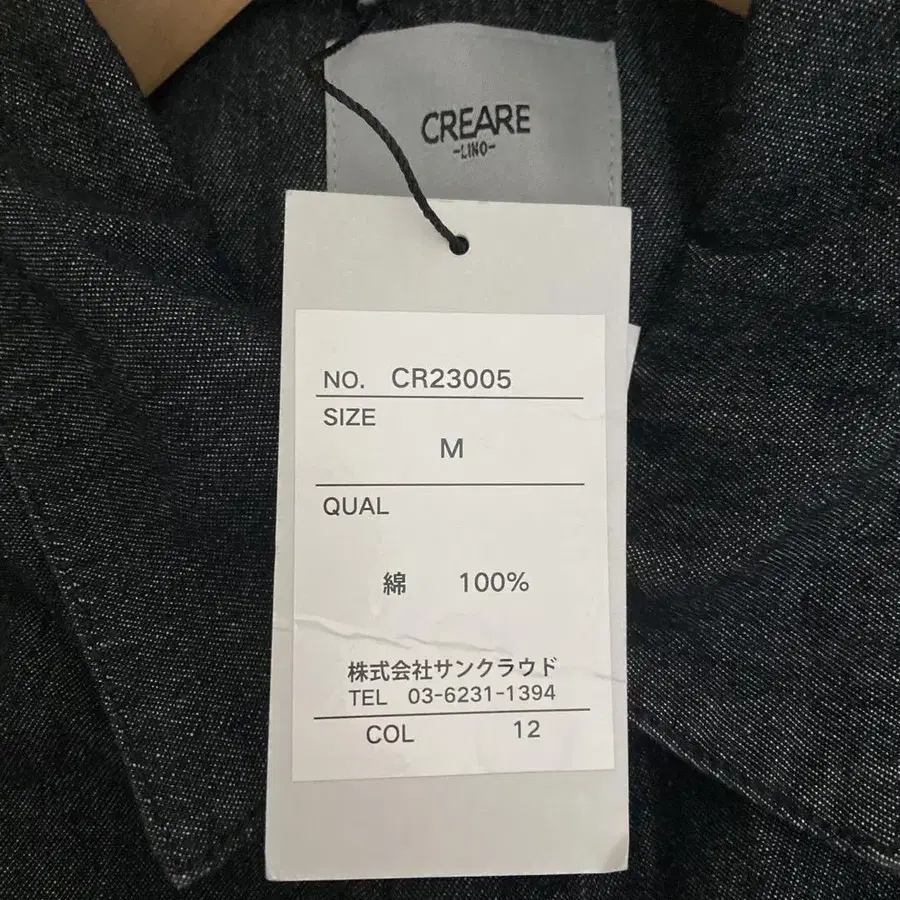 CREARE
-LINO-
NO. CR23005
SIZE
M
QUAL
綿 100%
株式会社サンクラウド
TEL 03-6231-1394
COL 12